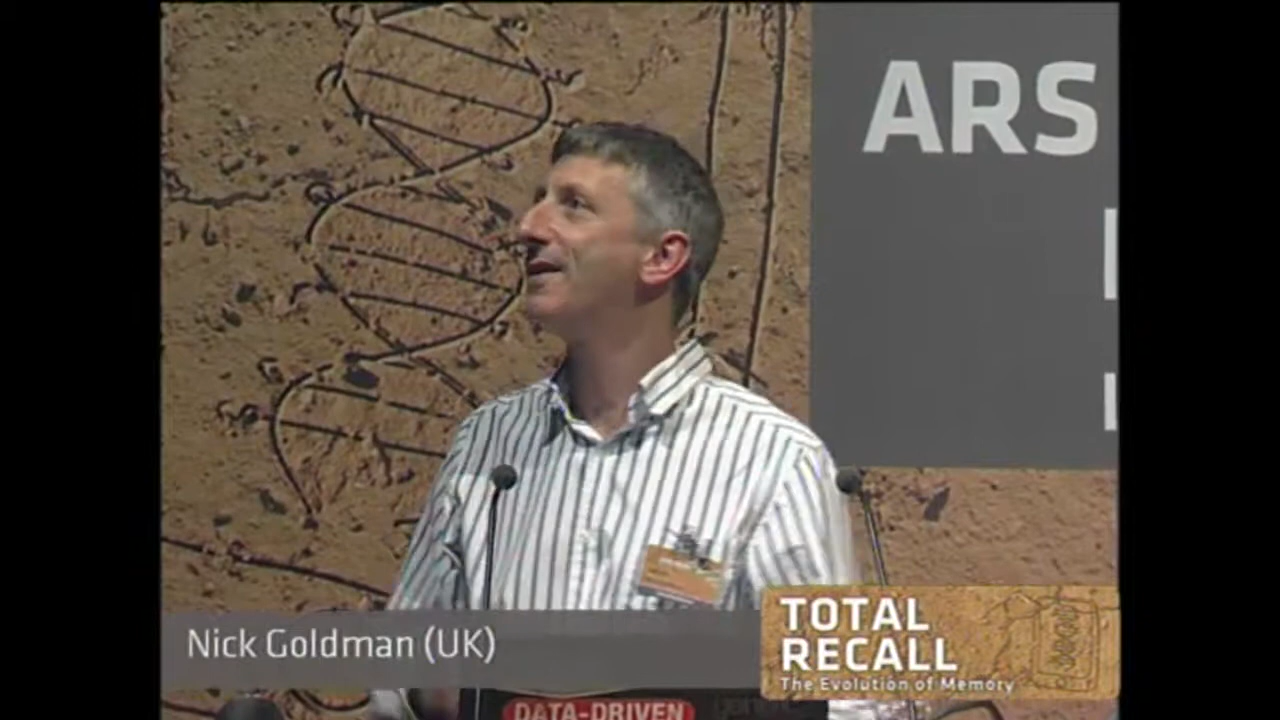 ARS
Nick Goldman (UK)
TOTAL
RECALL
The Evolution of Memory
DATA-DRIVEN